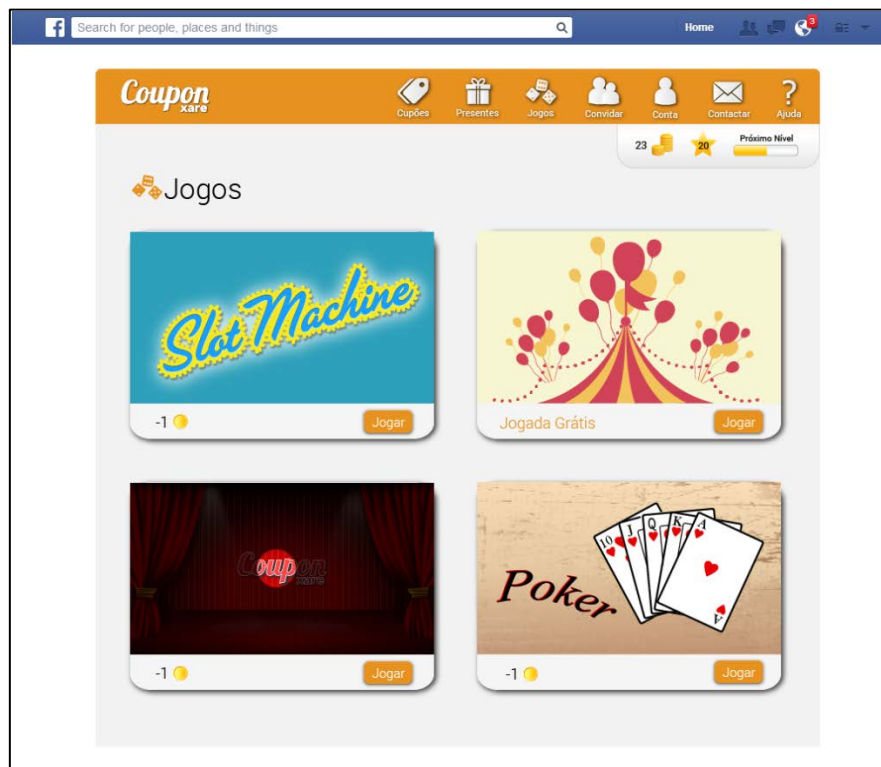 Search for people, places and things
Home
3
Coupon
xare
Cupões
Presentes
Jogos
Convidar
Conta
Contactar
Ajuda
23
20
Próximo Nível
Jogos
Slot Machine
-1
Jogar
Jogada Grátis
Jogar
Coupon
xare
-1
Jogar
10 J Q K A
Poker
A
-1
Jogar